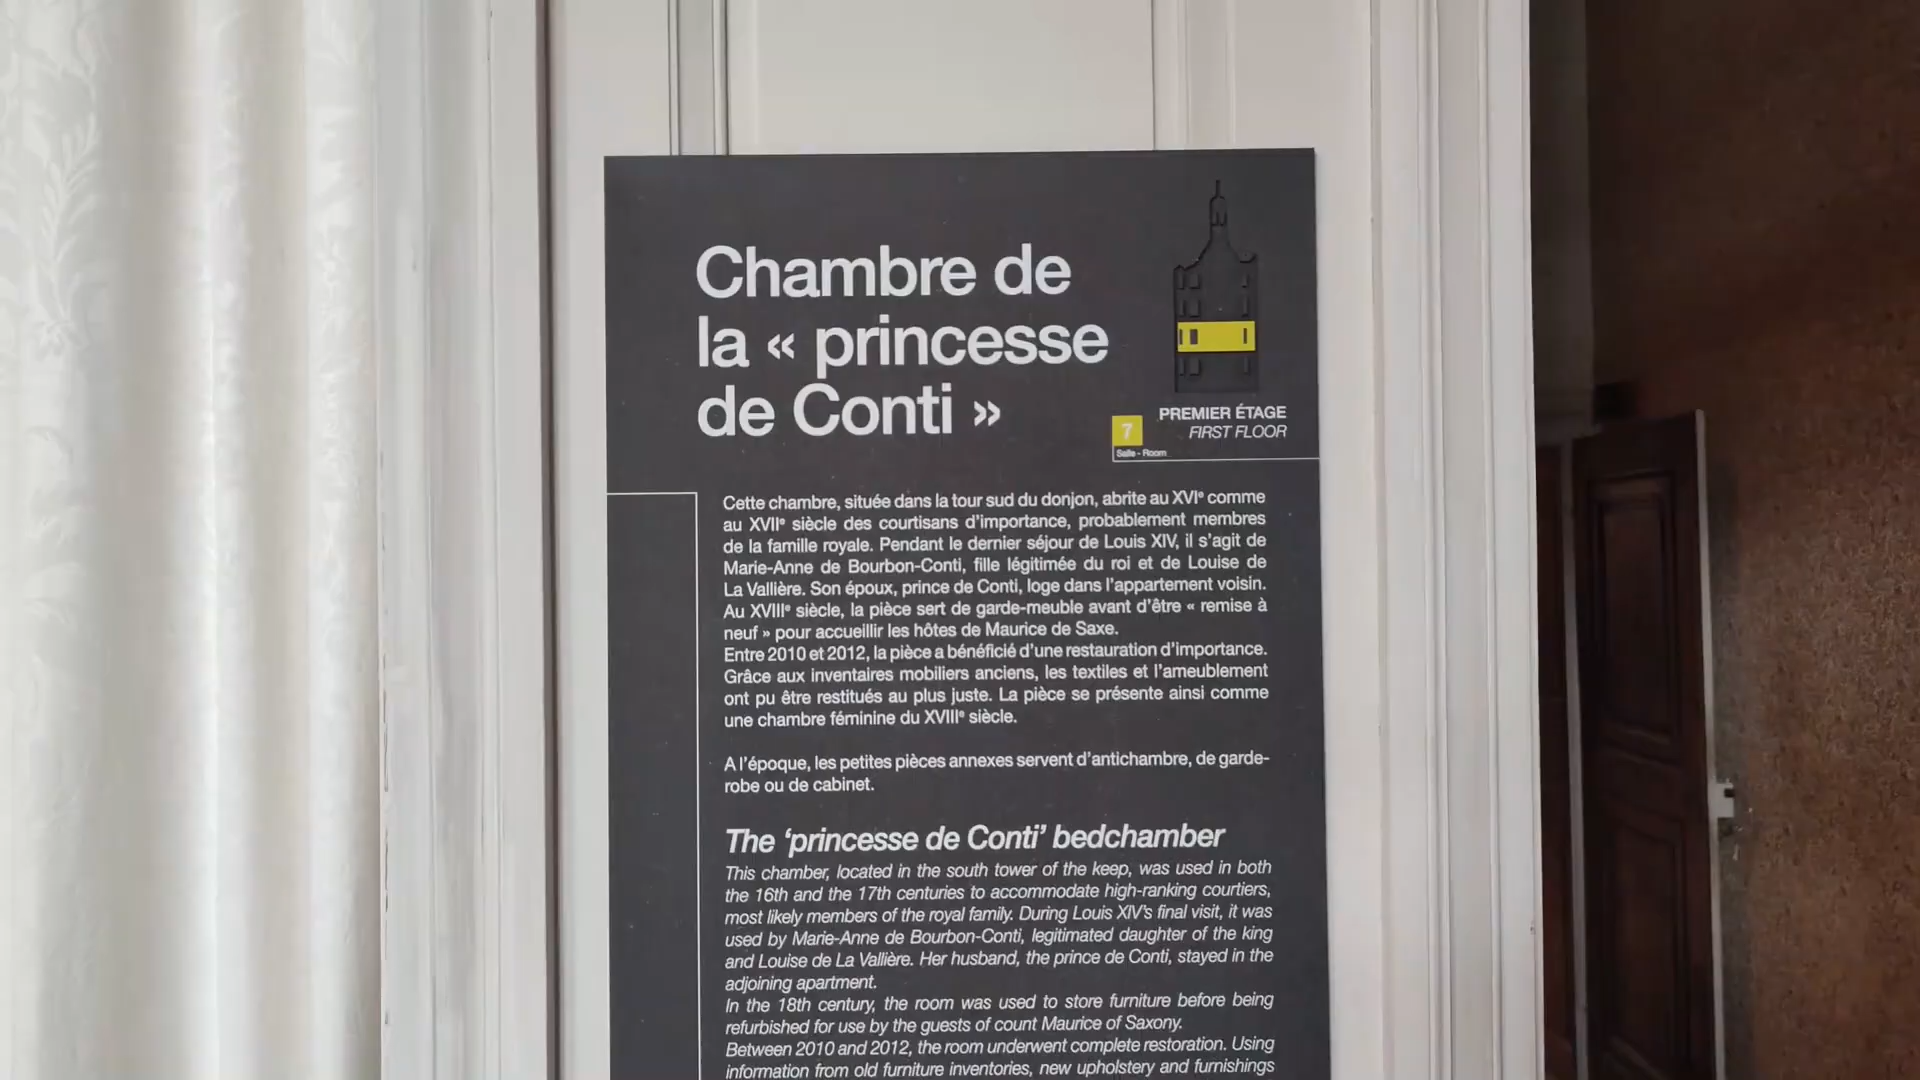 Chambre de
la « princesse
de Conti »
PREMIER ÉTAGE
FIRST FLOOR
7
Salle - Room
Cette chambre, située dans la tour sud du donjon, abrite au XVIe comme
au XVIIe siècle des courtisans d'importance, probablement membres
de la famille royale. Pendant le dernier séjour de Louis XIV, il s'agit de
Marie-Anne de Bourbon-Conti, fille légitimée du roi et de Louise de
La Vallière. Son époux, prince de Conti, loge dans l'appartement voisin.
Au XVIIIe siècle, la pièce sert de garde-meuble avant d'être « remise à
neuf » pour accueillir les hôtes de Maurice de Saxe.
Entre 2010 et 2012, la pièce a bénéficié d'une restauration d'importance.
Grâce aux inventaires mobiliers anciens, les textiles et l'ameublement
ont pu être restitués au plus juste. La pièce se présente ainsi comme
une chambre féminine du XVIIIe siècle.
A l'époque, les petites pièces annexes servent d'antichambre, de garde-
robe ou de cabinet.
The 'princesse de Conti' bedchamber
This chamber, located in the south tower of the keep, was used in both
the 16th and the 17th centuries to accommodate high-ranking courtiers,
most likely members of the royal family. During Louis XIV's final visit, it was
used by Marie-Anne de Bourbon-Conti, legitimated daughter of the king
and Louise de La Vallière. Her husband, the prince de Conti, stayed in the
adjoining apartment.
In the 18th century, the room was used to store furniture before being
refurbished for use by the guests of count Maurice of Saxony.
Between 2010 and 2012, the room underwent complete restoration. Using
information from old furniture inventories, new upholstery and furnishings